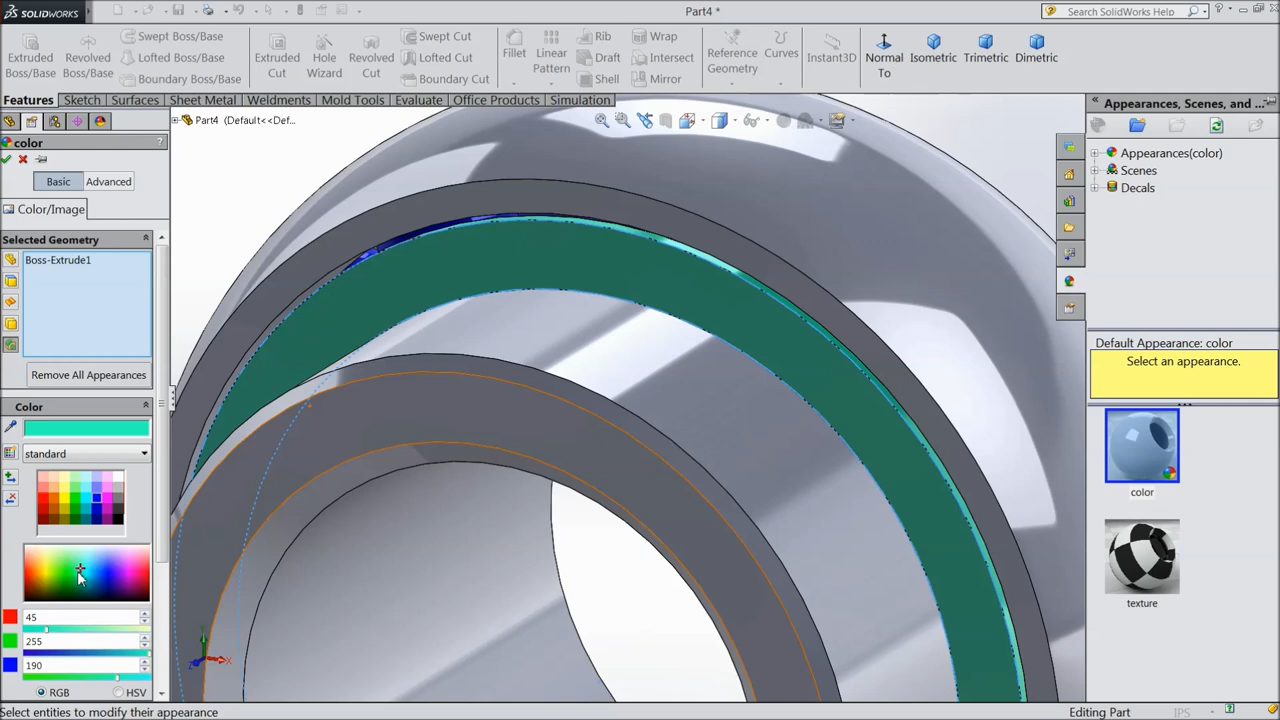 SOLIDWORKS
Part4 *
Search SolidWorks Help
Extruded Boss/Base
Revolved Boss/Base
Swept Boss/Base
Lofted Boss/Base
Boundary Boss/Base
Extruded Cut
Hole Wizard
Revolved Cut
Swept Cut
Lofted Cut
Boundary Cut
Fillet
Linear Pattern
Rib
Draft
Shell
Wrap
Intersect
Mirror
Reference Geometry
Curves
Instant3D
Normal To
Isometric
Trimetric
Dimetric
Features Sketch Surfaces Sheet Metal Weldments Mold Tools Evaluate Office Products Simulation
Part4 (Default<<Def...
color
?
Basic Advanced
Color/Image
Selected Geometry
Boss-Extrude1
Remove All Appearances
Color
standard
45
255
190
RGB HSV
Select entities to modify their appearance
Appearances, Scenes, and ...
Appearances(color)
Scenes
Decals
Default Appearance: color
Select an appearance.
color
texture
Editing Part
IPS